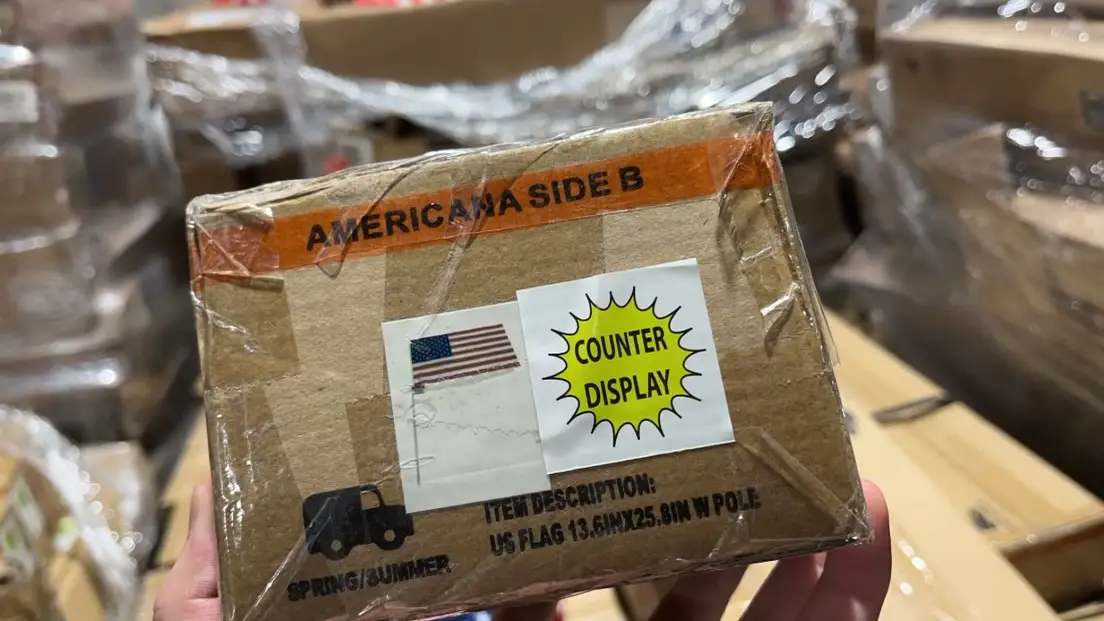 AMERICANA SIDE B
COUNTER
DISPLAY
ITEM DESCRIPTION:
US FLAG 13.6INX25.8IN W POLE
SPRING/SUMMER